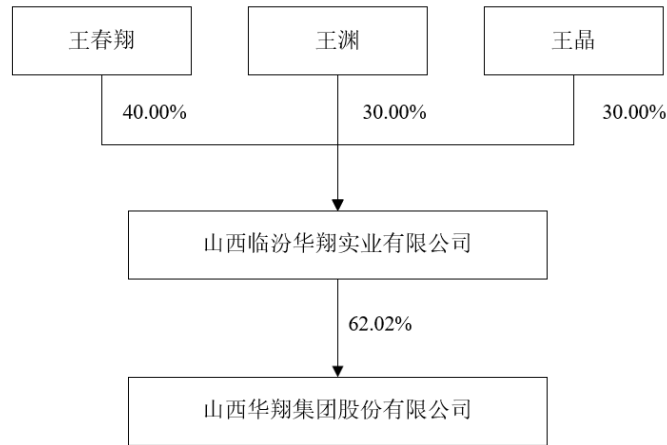 王春翔
王渊
王晶
40.00%
30.00%
30.00%
山西临汾华翔实业有限公司
62.02%
山西华翔集团股份有限公司